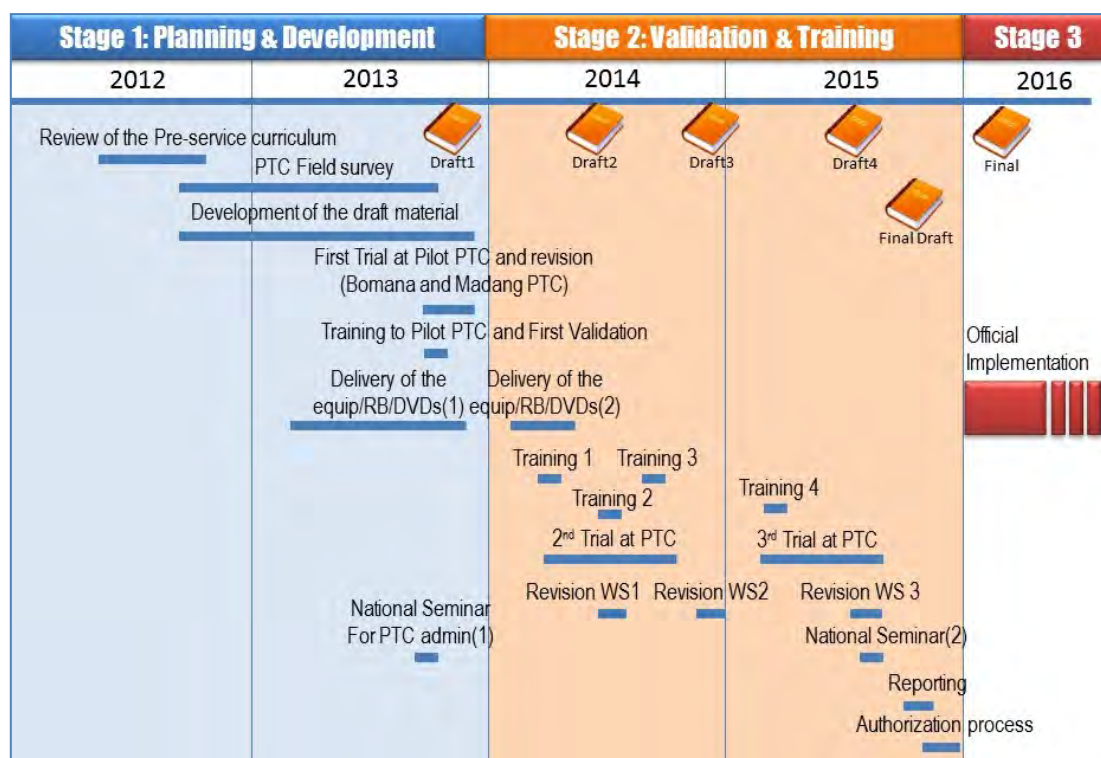 Stage 1: Planning & Development
Stage 2: Validation & Training
Stage 3
2012
2013
2014
2015
2016
Draft1
Draft2
Draft3
Draft4
Final
Review of the Pre-service curriculum
PTC Field survey
Final Draft
Development of the draft material
First Trial at Pilot PTC and revision
(Bomana and Madang PTC)
Training to Pilot PTC and First Validation
Official
Implementation
Delivery of the
equip/RB/DVDs(1)
Delivery of the
equip/RB/DVDs(2)
Training 1
Training 3
Training 2
Training 4
2nd Trial at PTC
3rd Trial at PTC
Revision WS1
Revision WS2
Revision WS 3
National Seminar
For PTC admin(1)
National Seminar(2)
Reporting
Authorization process